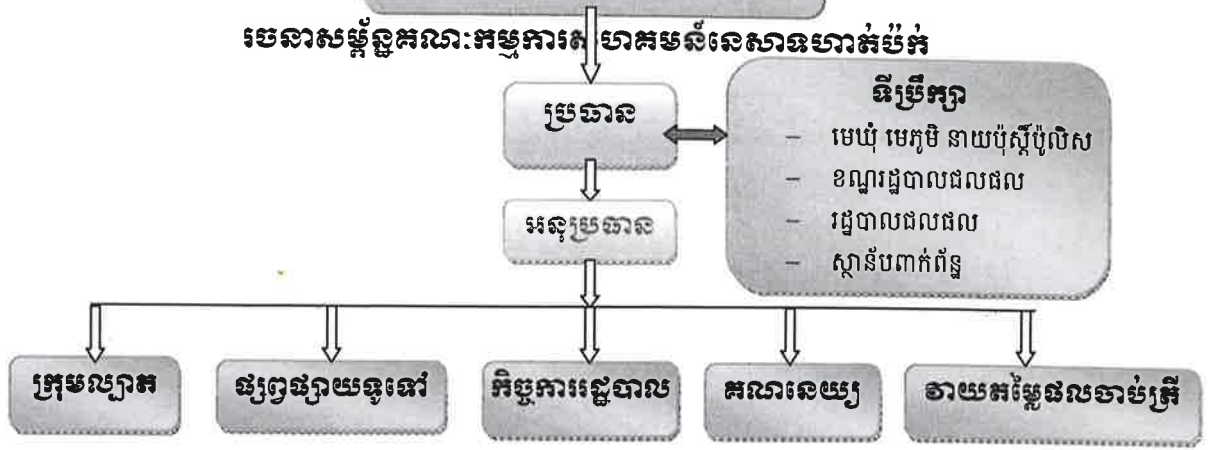 រចនាសម្ព័ន្ធគណៈកម្មការសហគមន៍នេសាទហាត់ប៉ក់
ប្រធាន
ទីប្រឹក្សា
– មេឃុំ មេភូមិ នាយប៉ុស្តិ៍ប៉ូលិស
– ខណ្ឌរដ្ឋបាលជលផល
– រដ្ឋបាលជលផល
– ស្ថាន័បពាក់ព័ន្ធ
អនុប្រធាន
ក្រុមល្បាត
ផ្សព្វផ្សាយទូទៅ
កិច្ចការរដ្ឋបាល
គណនេយ្យ
វាយតម្លៃផលចាប់ត្រី